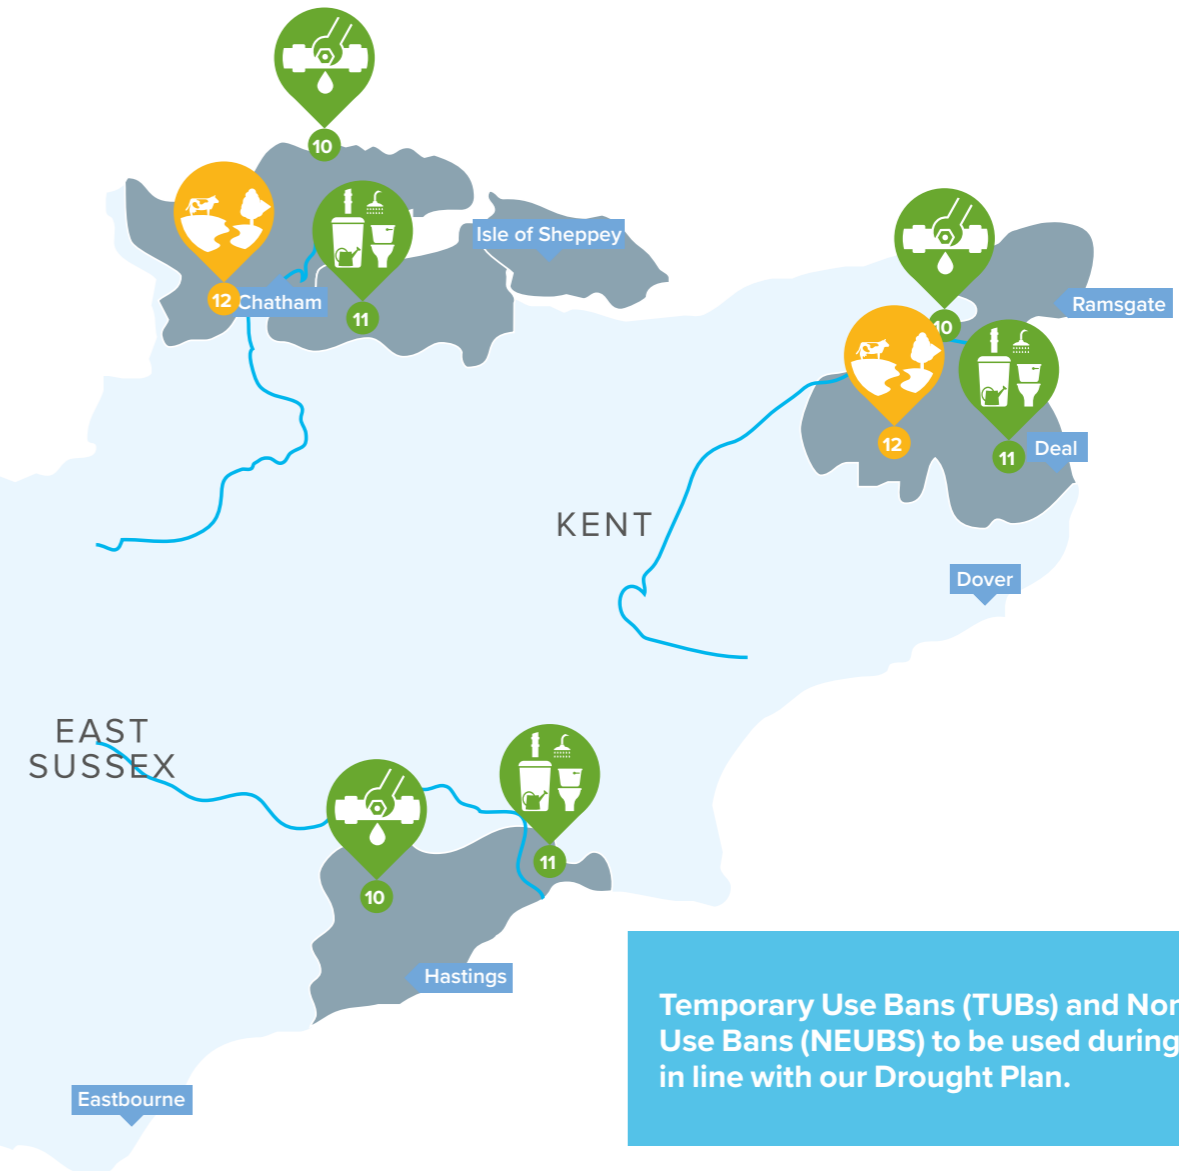 10
Isle of Sheppey
12
Chatham
11
Ramsgate
10
12
11
Deal
KENT
Dover
EAST
SUSSEX
11
10
Hastings
Temporary Use Bans (TUBs) and Non
Use Bans (NEUBS) to be used during
in line with our Drought Plan.
Eastbourne